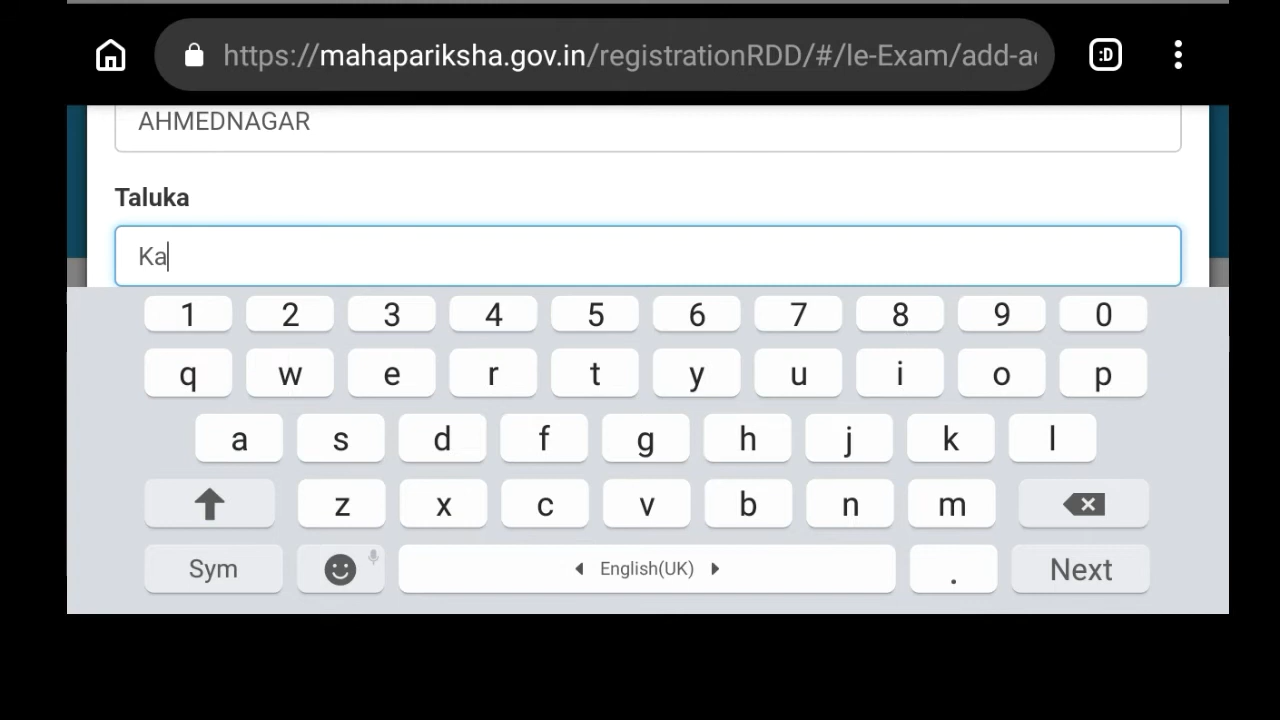 :D
https://mahapariksha.gov.in/registrationRDD/#/le-Exam/add-a
AHMEDNAGAR
Taluka
Ka
1 2 3 4 5 6 7 8 9 0
q w e r t y u i o p
a s d f g h j k l
z x c v b n m
Sym English(UK) . Next